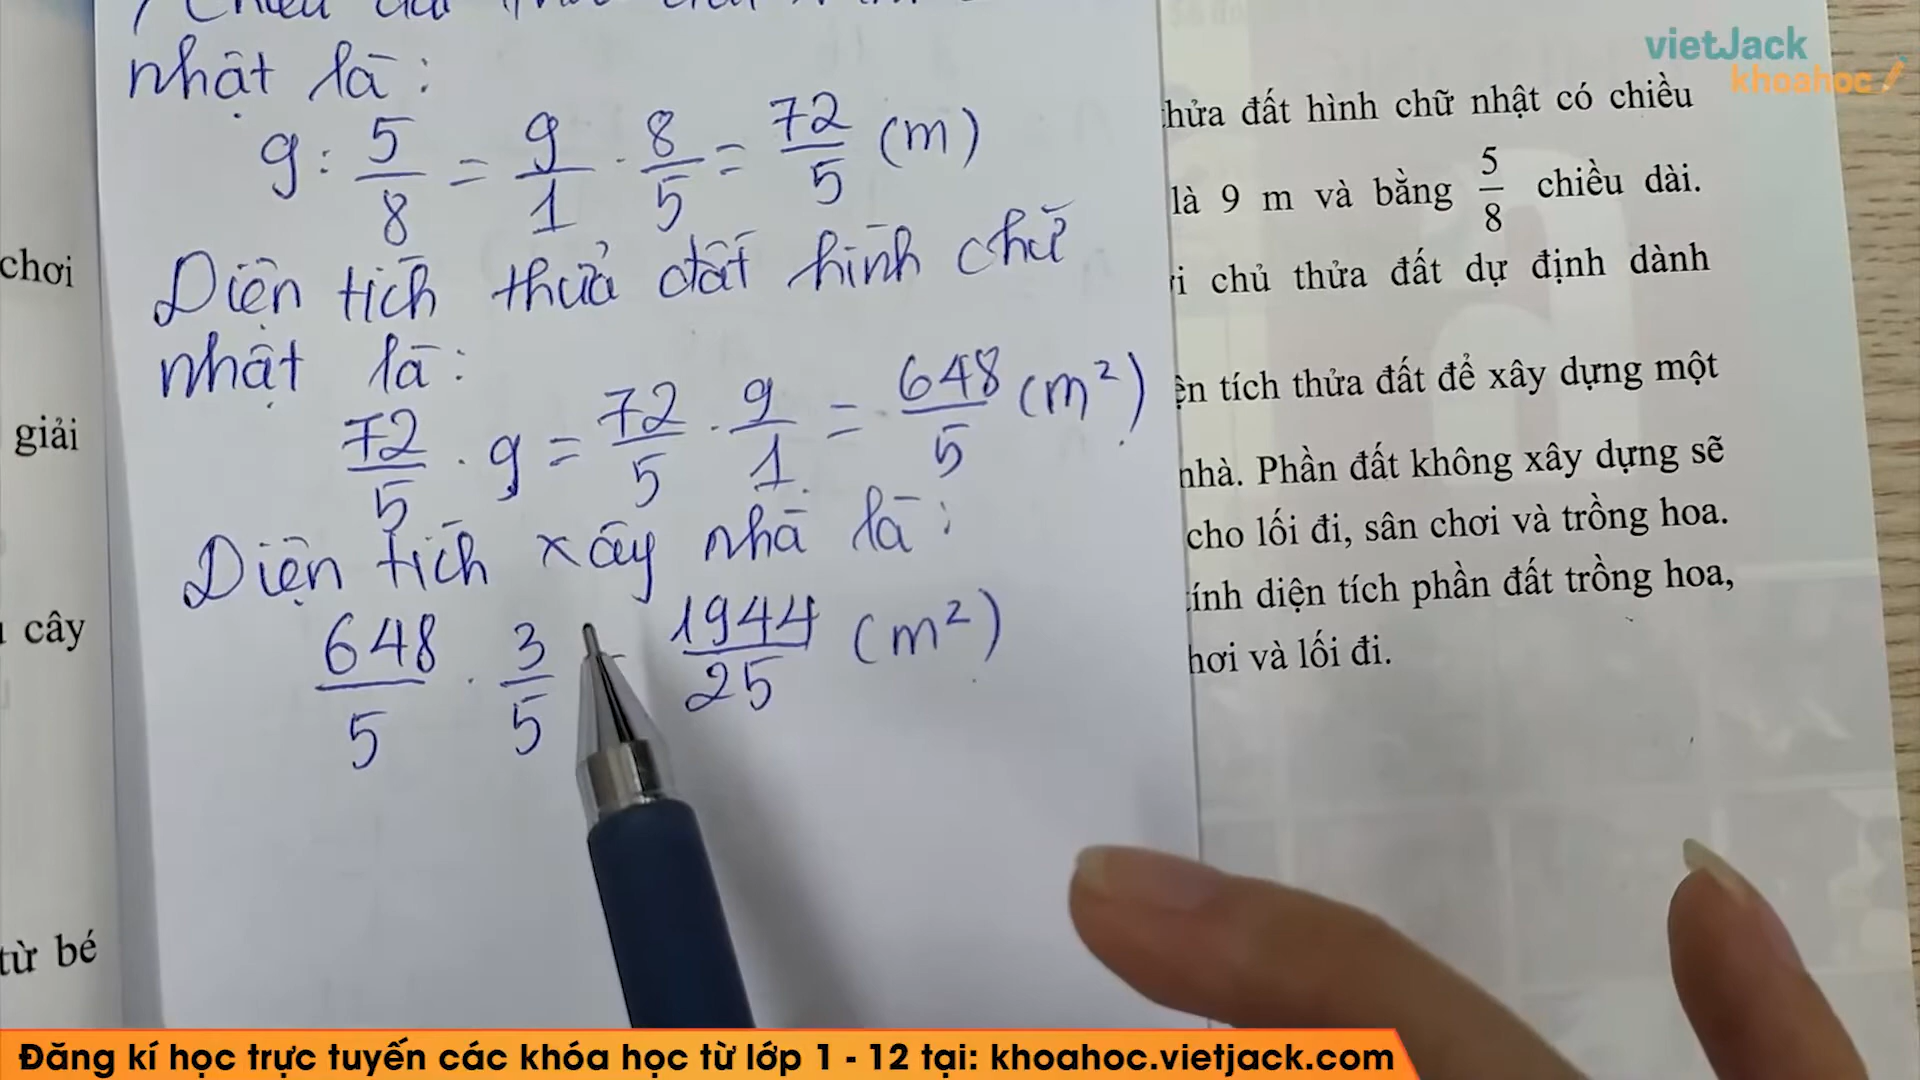 nhật là:
9 : 5/8 = 9/1 . 8/5 = 72/5 (m)
Diện tích thửa đất hình chữ
nhật là:
72/5 . 9 = 72/5 . 9/1 = 648/5 (m²)
Diện tích xây nhà là:
648/5 . 3/5 = 1944/25 (m²)
chơi
giải
cây
từ bé
vietJack
khoahoc
thửa đất hình chữ nhật có chiều
là 9 m và bằng 5/8 chiều dài.
chủ thửa đất dự định dành
tích thửa đất để xây dựng một
nhà. Phần đất không xây dựng sẽ
cho lối đi, sân chơi và trồng hoa.
tính diện tích phần đất trồng hoa,
chơi và lối đi.
Đăng kí học trực tuyến các khóa học từ lớp 1 - 12 tại: khoahoc.vietjack.com